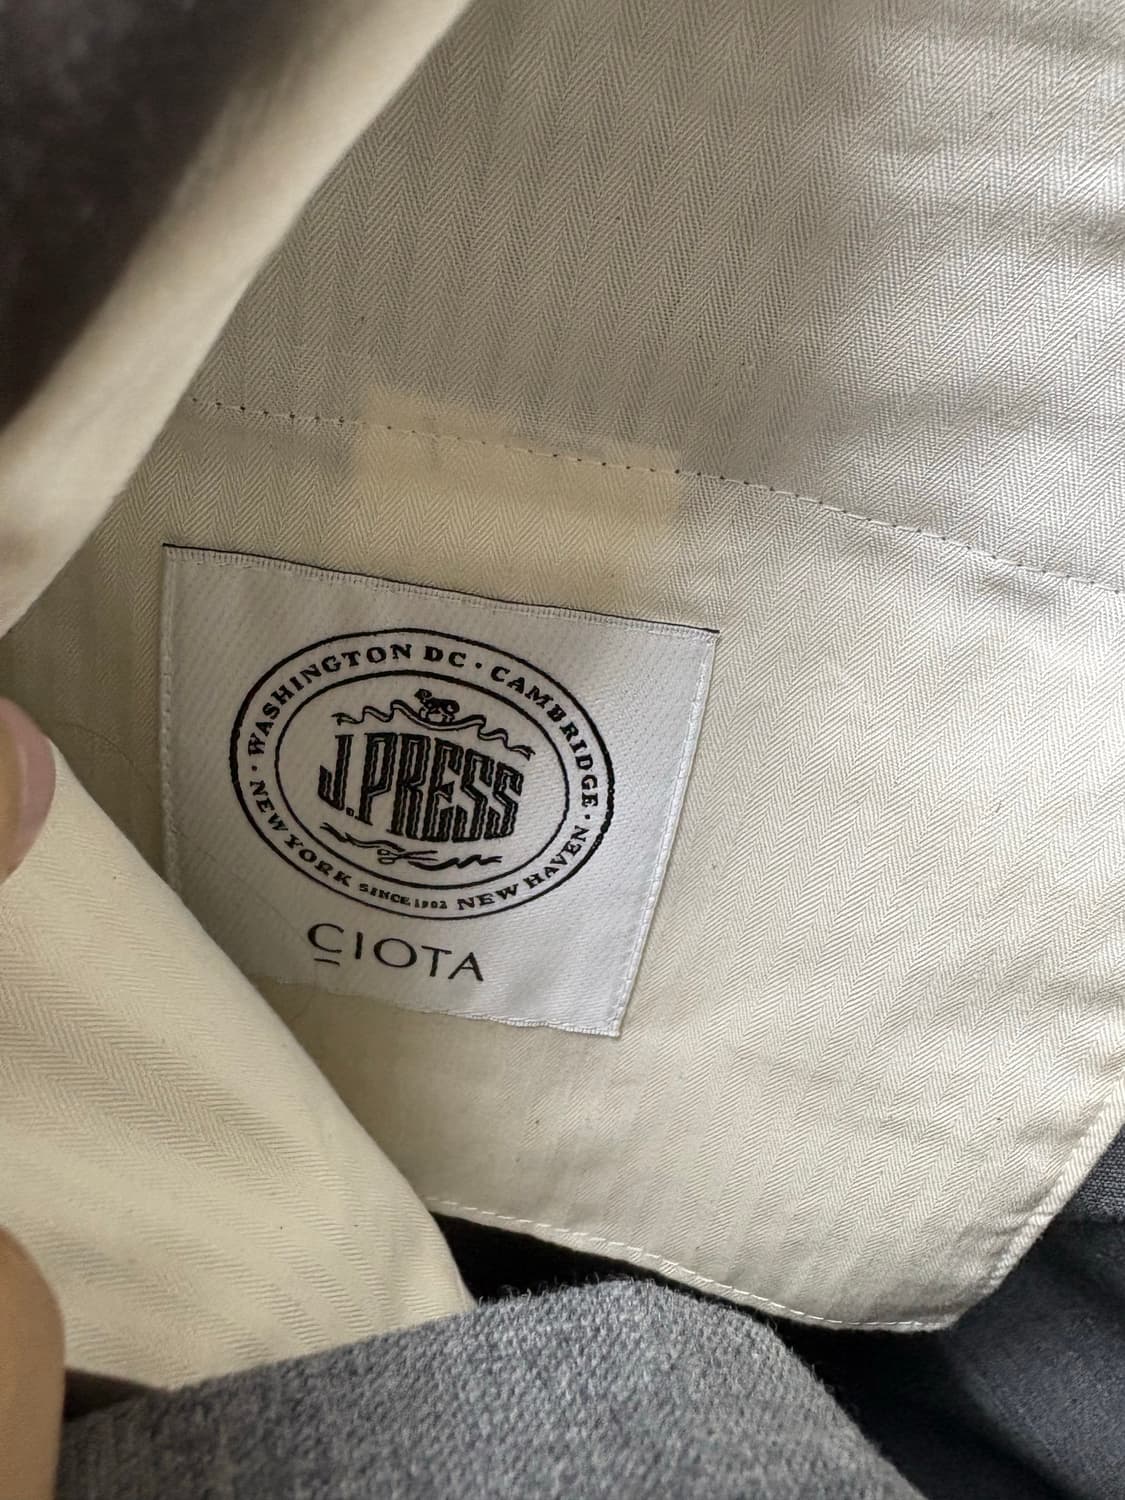 · WASHINGTON DC · CAMBRIDGE ·
J.PRESS
NEW YORK SINCE 1902 NEW HAVEN
CIOTA